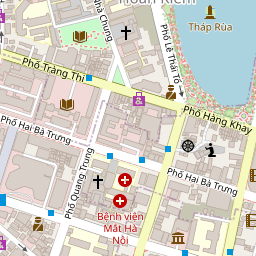 Hoàn Kiếm
Tháp Rùa
Nhà Chung
Phố Lê Thái Tổ
Phố Tràng Thi
Phố Hàng Khay
Phố Hai Bà Trưng
Phố Hai Bà Trưng
Phố Quang Trung
Bệnh viện
Mắt Hà
Nội